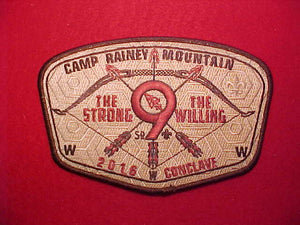 CAMP RAINEY MOUNTAIN
THE STRONG
THE WILLING
9
SR
W W W
2016 CONCLAVE